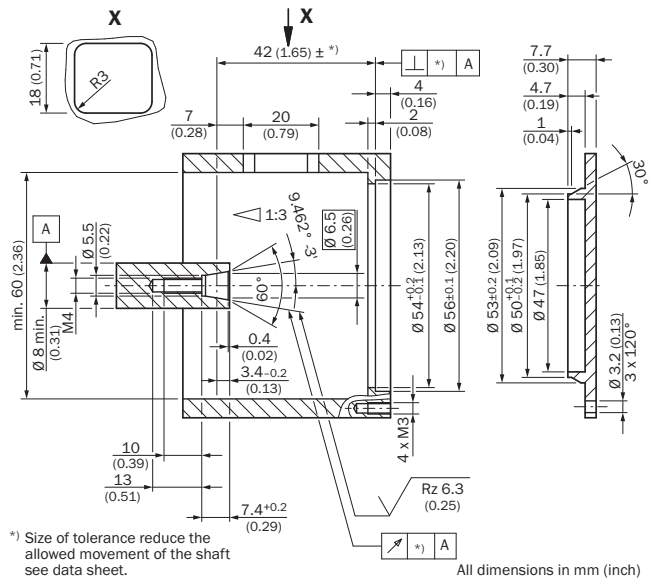 X
X
42 (1.65) ± *)
⊥ *) A
18 (0.71)
R3
4
(0.16)
7
(0.28)
20
(0.79)
2
(0.08)
7.7
(0.30)
4.7
(0.19)
1
(0.04)
30°
A
min. 60 (2.36)
Ø 8 min.
(0.31)
M4
Ø 5.5
(0.22)
1:3
9.462° -3'
60°
Ø 6.5
(0.26)
Ø 54 +0.2 -0.1 (2.13)
Ø 56±0.1 (2.20)
Ø 53±0.2 (2.09)
Ø 47 (1.85)
Ø 3.2 (0.13)
3 x 120°
0.4
(0.02)
3.4-0.2
(0.13)
10
(0.39)
13
(0.51)
7.4+0.2
(0.29)
4 x M3
Rz 6.3
(0.25)
↗ *) A
*) Size of tolerance reduce the
allowed movement of the shaft
see data sheet.
All dimensions in mm (inch)